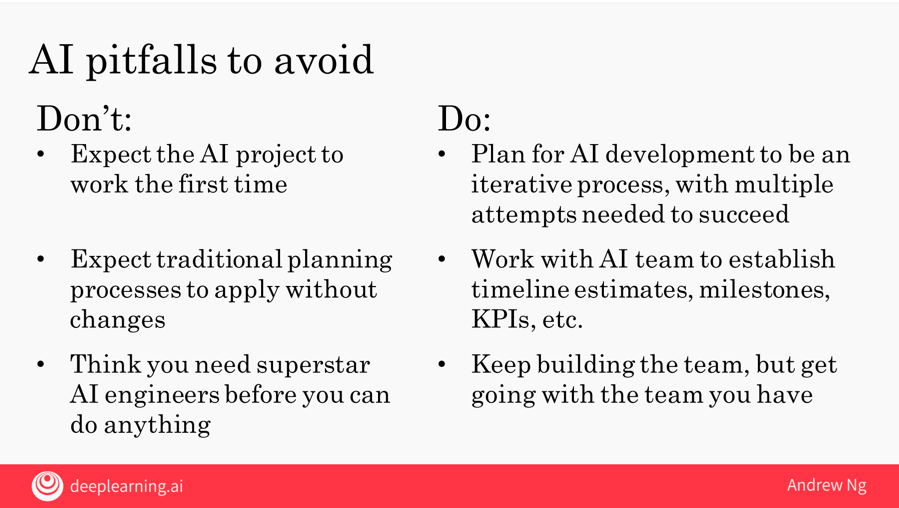 AI pitfalls to avoid
Don’t:
• Expect the AI project to
work the first time
• Expect traditional planning
processes to apply without
changes
• Think you need superstar
AI engineers before you can
do anything
Do:
• Plan for AI development to be an
iterative process, with multiple
attempts needed to succeed
• Work with AI team to establish
timeline estimates, milestones,
KPIs, etc.
• Keep building the team, but get
going with the team you have
deeplearning.ai
Andrew Ng